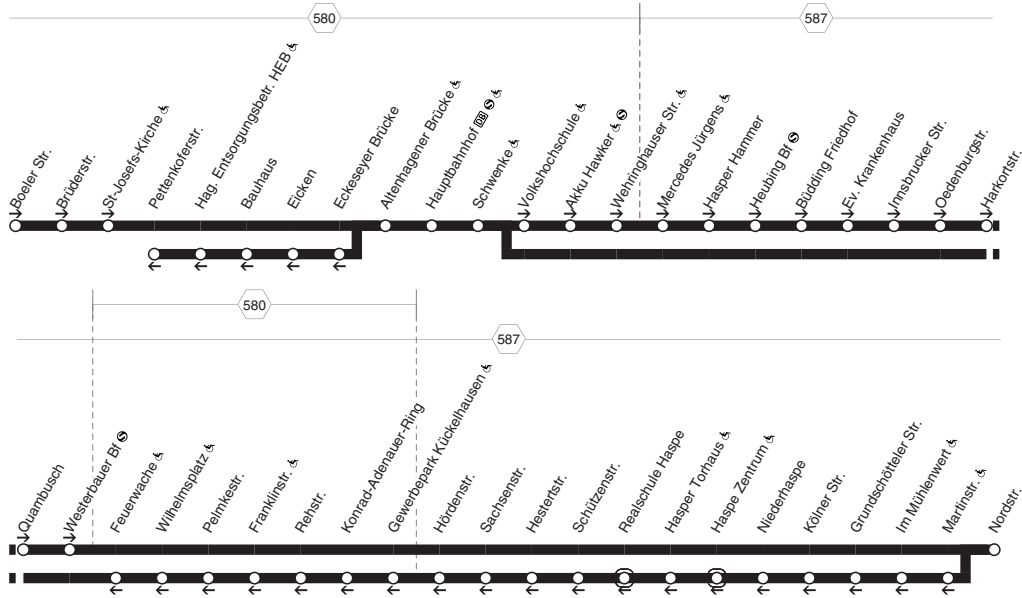 580
587
Boeler Str.
Brüderstr.
St-Josefs-Kirche
Pettenkoferstr.
Hag. Entsorgungsbetr. HEB
Bauhaus
Eicken
Eckeseyer Brücke
Altenhagener Brücke
Hauptbahnhof DB S
Schwenke
Volkshochschule
Akku Hawker S
Wehringhauser Str.
Mercedes Jürgens
Hasper Hammer
Heubing Bf S
Büdding Friedhof
Ev. Krankenhaus
Innsbrucker Str.
Oedenburgstr.
Harkortstr.
580
587
Quambusch
Westerbauer Bf S
Feuerwache
Wilhelmsplatz
Pelmkestr.
Franklinstr.
Rehstr.
Konrad-Adenauer-Ring
Gewerbepark Kückelhausen
Hördenstr.
Sachsenstr.
Hestertstr.
Schützenstr.
Realschule Haspe
Hasper Torhaus
Haspe Zentrum
Niederhaspe
Kölner Str.
Grundschötteler Str.
Im Mühlenwert
Martinstr.
Nordstr.